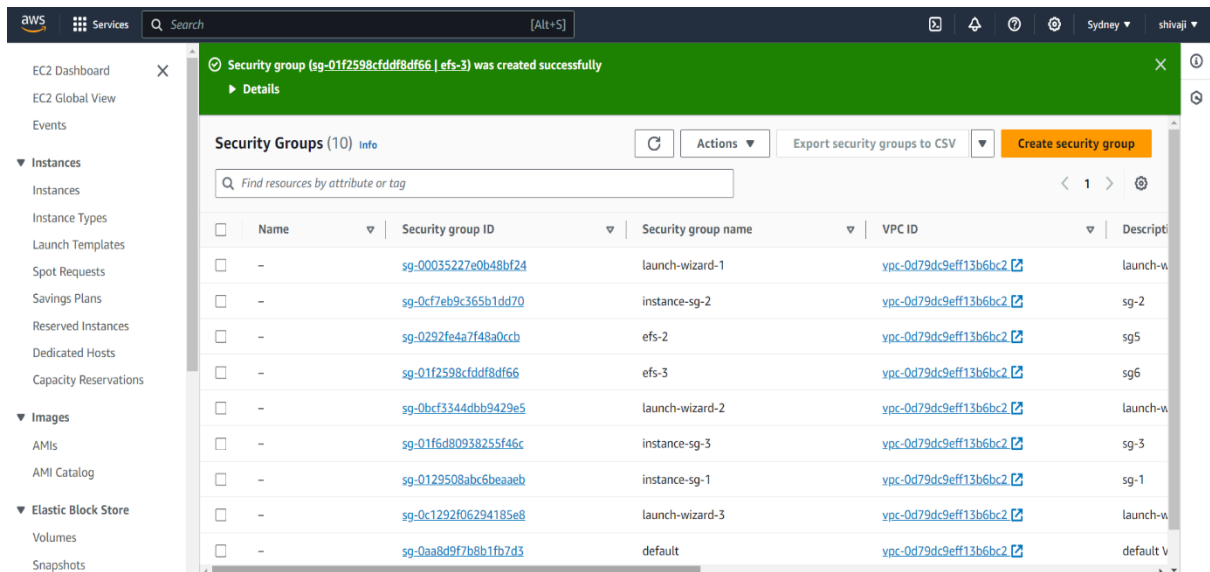 aws Services Search [Alt+S] Sydney ▼ shivaji ▼
EC2 Dashboard
EC2 Global View
Events
▼ Instances
Instances
Instance Types
Launch Templates
Spot Requests
Savings Plans
Reserved Instances
Dedicated Hosts
Capacity Reservations
▼ Images
AMIs
AMI Catalog
▼ Elastic Block Store
Volumes
Snapshots
Security group (sg-01f2598cfddf8df66 | efs-3) was created successfully
▶ Details
Security Groups (10) Info Actions ▼ Export security groups to CSV ▼ Create security group
Find resources by attribute or tag < 1 >
Name Security group ID Security group name VPC ID Descripti
– sg-00035227e0b48bf24 launch-wizard-1 vpc-0d79dc9eff13b6bc2 launch-w
– sg-0cf7eb9c365b1dd70 instance-sg-2 vpc-0d79dc9eff13b6bc2 sg-2
– sg-0292fe4a7f48a0ccb efs-2 vpc-0d79dc9eff13b6bc2 sg5
– sg-01f2598cfddf8df66 efs-3 vpc-0d79dc9eff13b6bc2 sg6
– sg-0bcf3344dbb9429e5 launch-wizard-2 vpc-0d79dc9eff13b6bc2 launch-w
– sg-01f6d80938255f46c instance-sg-3 vpc-0d79dc9eff13b6bc2 sg-3
– sg-0129508abc6beaaeb instance-sg-1 vpc-0d79dc9eff13b6bc2 sg-1
– sg-0c1292f06294185e8 launch-wizard-3 vpc-0d79dc9eff13b6bc2 launch-w
– sg-0aa8d9f7b8b1fb7d3 default vpc-0d79dc9eff13b6bc2 default V